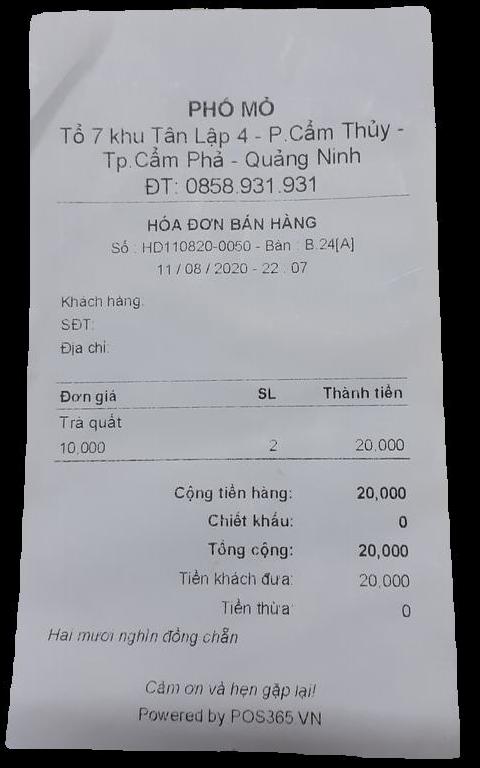 PHỐ MỎ
Tổ 7 khu Tân Lập 4 - P.Cẩm Thủy -
Tp.Cẩm Phả - Quảng Ninh
ĐT: 0858.931.931
HÓA ĐƠN BÁN HÀNG
Số : HD110820-0050 - Bàn : B.24[A]
11 / 08 / 2020 - 22 : 07
Khách hàng:
SĐT:
Địa chỉ:
Đơn giá SL Thành tiền
Trà quất
10,000 2 20,000
Cộng tiền hàng: 20,000
Chiết khấu: 0
Tổng cộng: 20,000
Tiền khách đưa: 20,000
Tiền thừa: 0
Hai mươi nghìn đồng chẵn
Cảm ơn và hẹn gặp lại!
Powered by POS365.VN